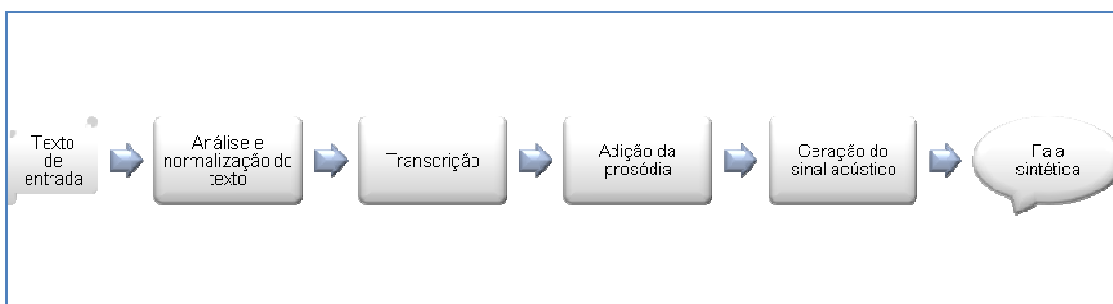 Texto
de
entrada
Análise e
normalização do
texto
Transcrição
Adição da
prosódia
Geração do
sinal acústico
Fala
sintética